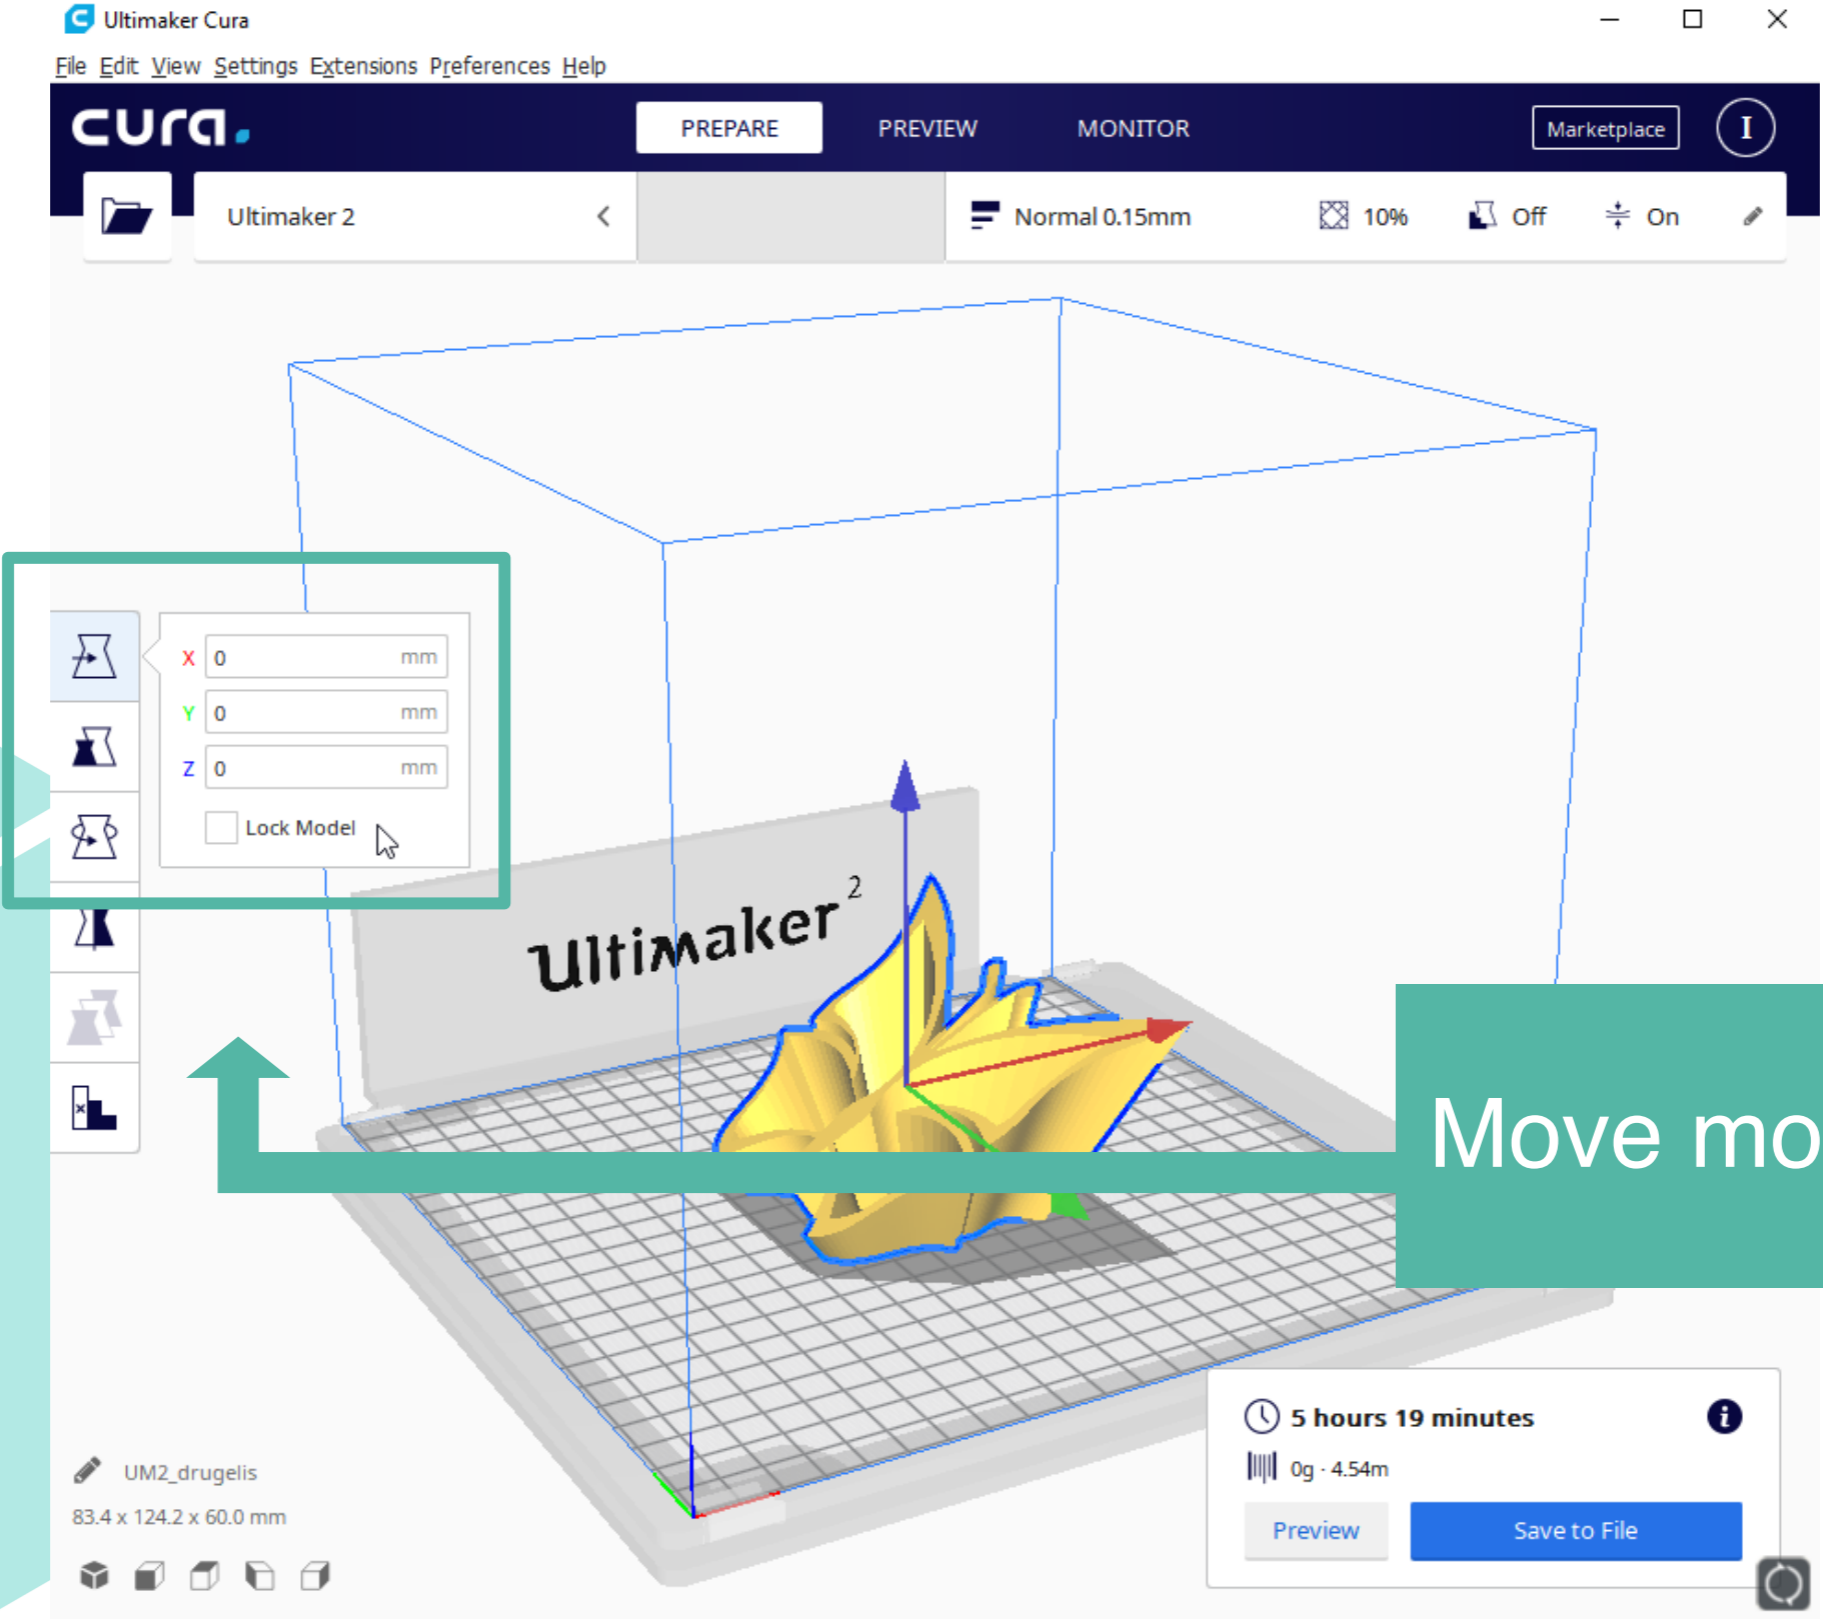 Ultimaker Cura
File Edit View Settings Extensions Preferences Help
cura.
PREPARE PREVIEW MONITOR Marketplace I
Ultimaker 2 Normal 0.15mm 10% Off On
X 0 mm
Y 0 mm
Z 0 mm
Lock Model
Ultimaker²
Move mo
5 hours 19 minutes
0g · 4.54m
UM2_drugelis
83.4 x 124.2 x 60.0 mm
Preview Save to File